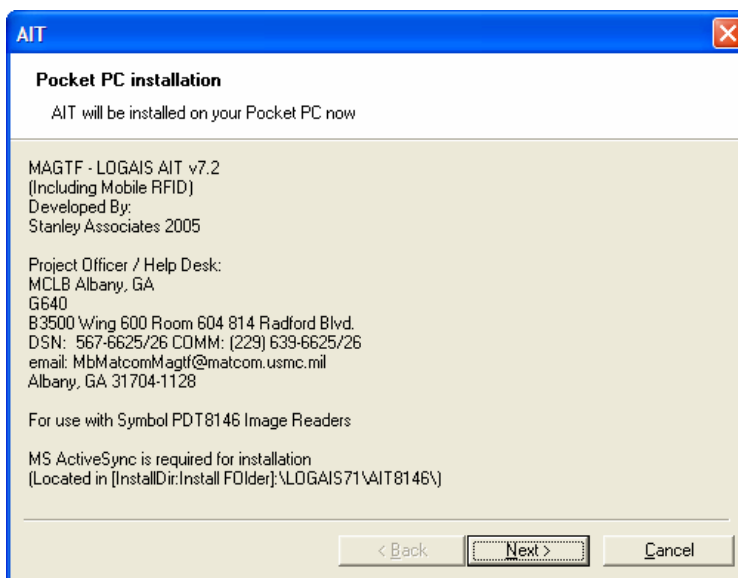 AIT
Pocket PC installation
AIT will be installed on your Pocket PC now
MAGTF - LOGAIS AIT v7.2
(Including Mobile RFID)
Developed By:
Stanley Associates 2005
Project Officer / Help Desk:
MCLB Albany, GA
G640
B3500 Wing 600 Room 604 814 Radford Blvd.
DSN:  567-6625/26 COMM: (229) 639-6625/26
email: MbMatcomMagtf@matcom.usmc.mil
Albany, GA 31704-1128
For use with Symbol PDT8146 Image Readers
MS ActiveSync is required for installation
(Located in [InstallDir:Install FOlder]:\LOGAIS71\AIT8146\)
< Back Next > Cancel